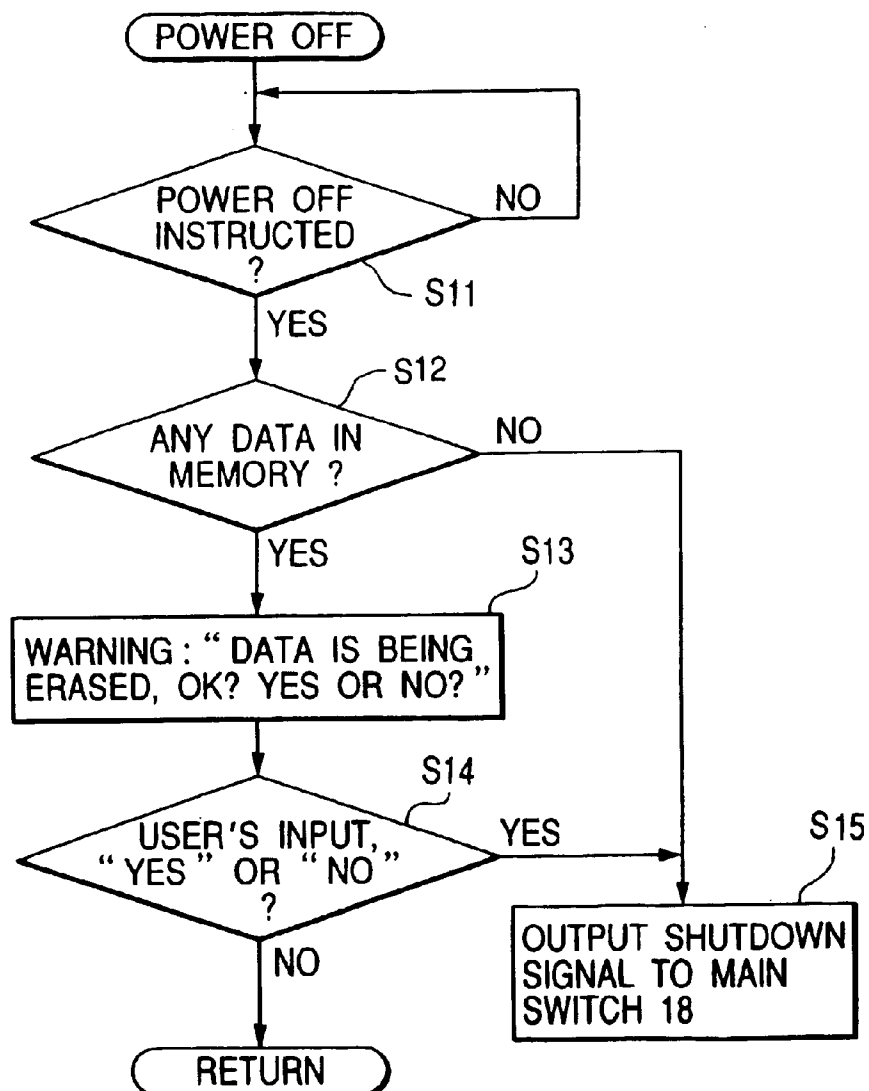 POWER OFF
POWER OFF
INSTRUCTED
?
NO
S11
YES
S12
ANY DATA IN
MEMORY ?
NO
YES
S13
WARNING : “ DATA IS BEING
ERASED, OK? YES OR NO? ”
S14
USER'S INPUT,
“ YES ” OR “ NO ”
?
YES
NO
S15
OUTPUT SHUTDOWN
SIGNAL TO MAIN
SWITCH 18
RETURN